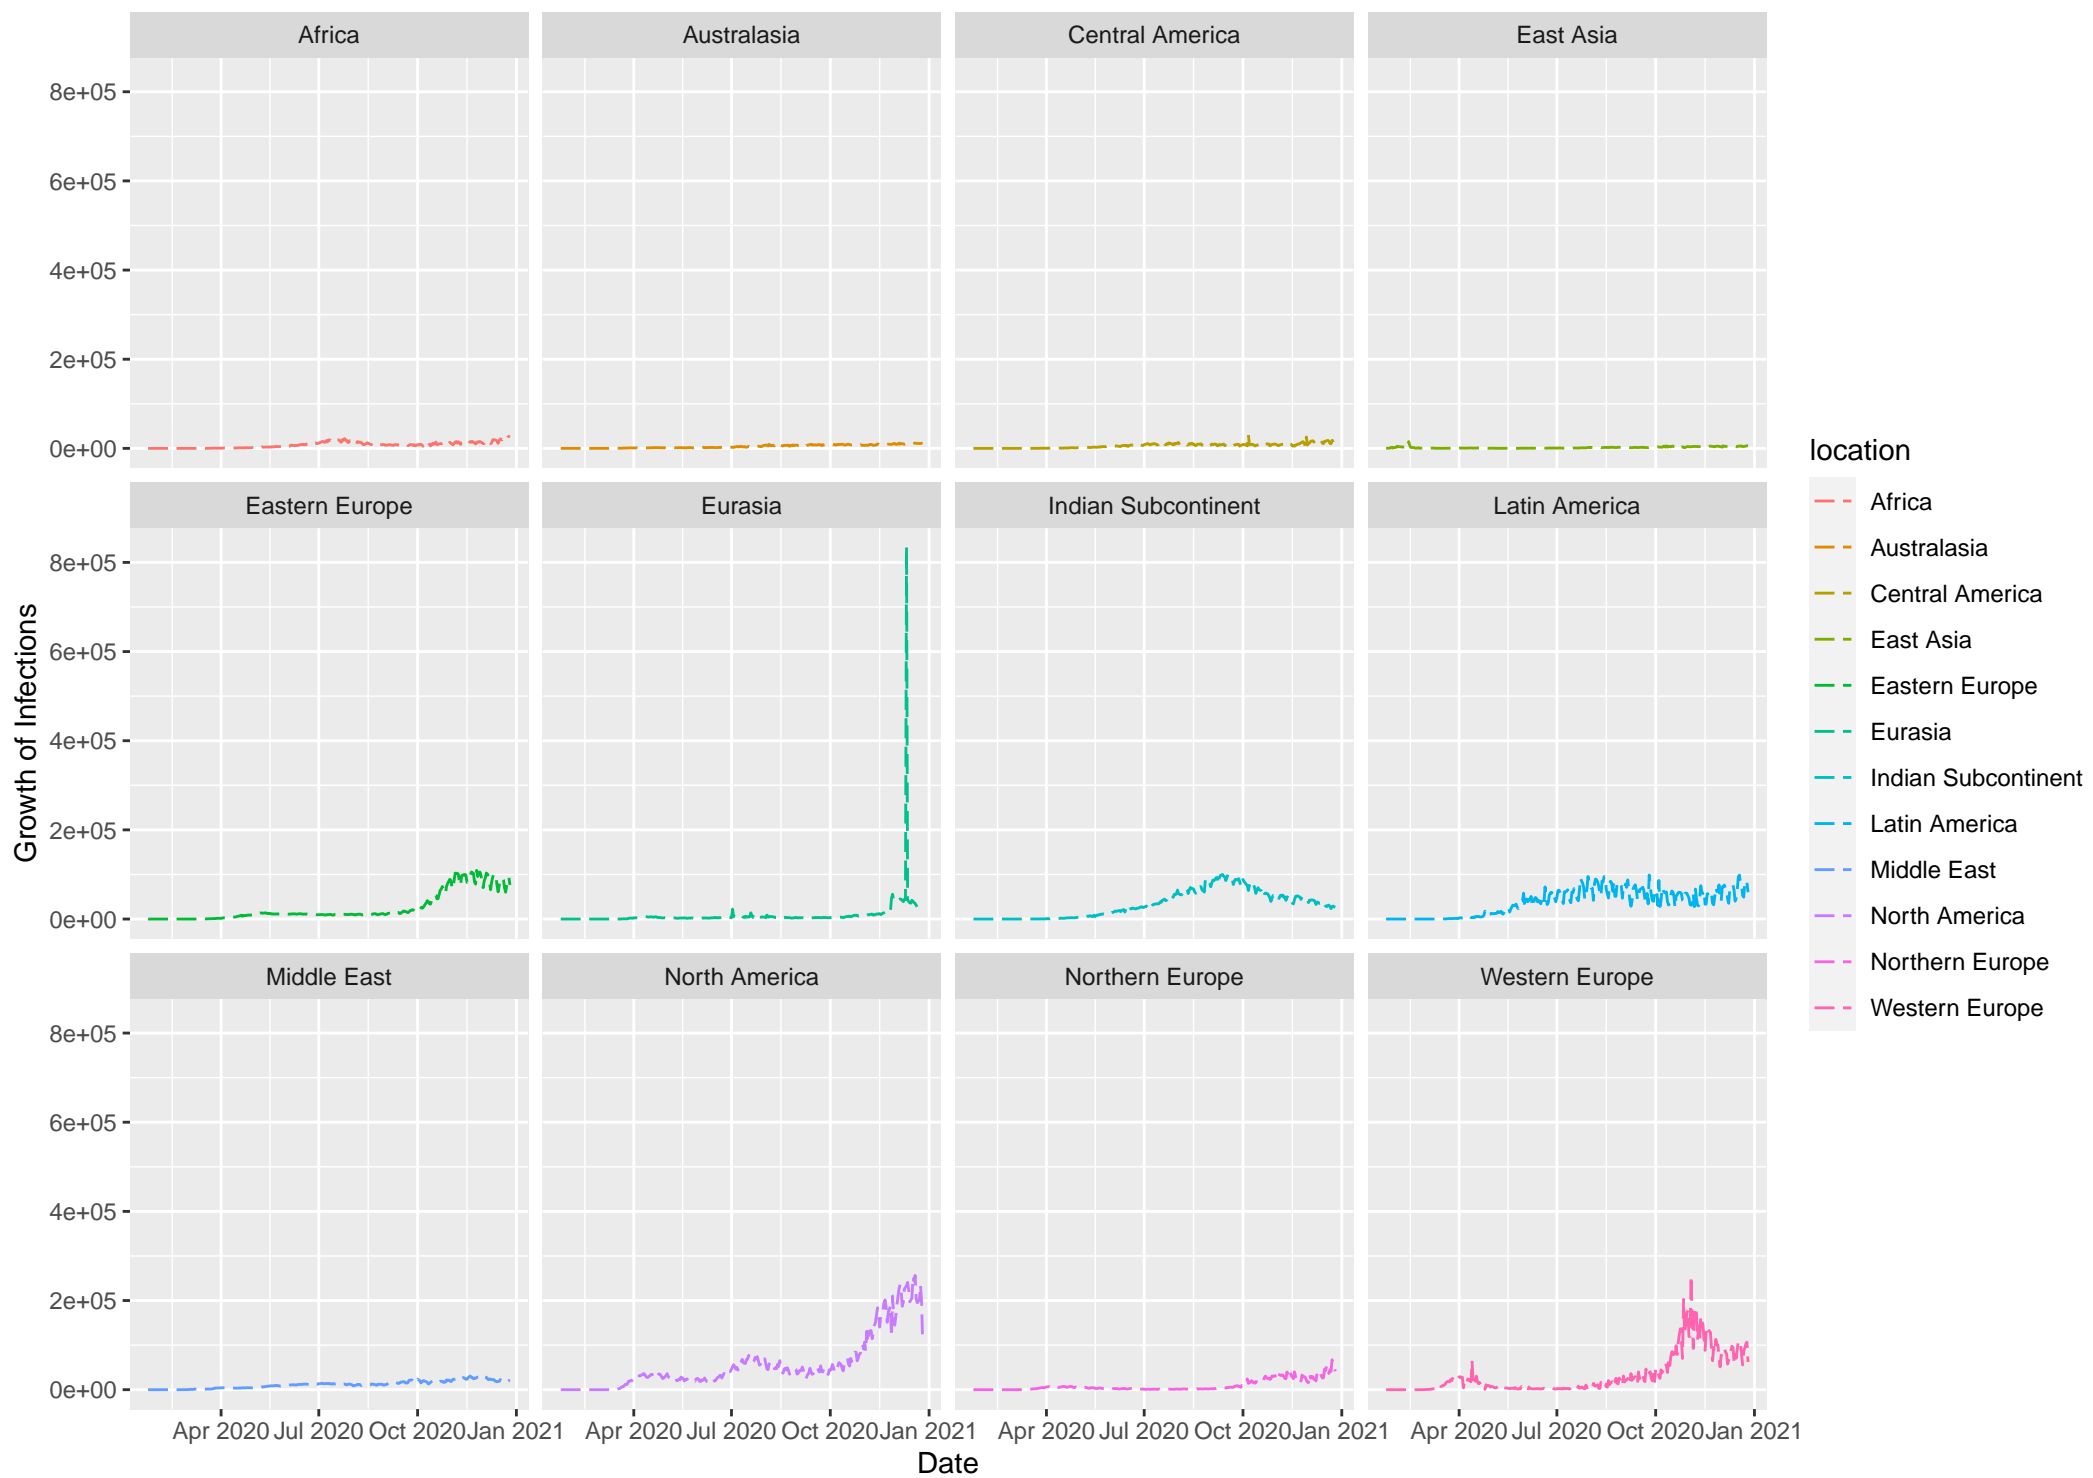 Africa
Australasia
Central America
East Asia
8e+05
6e+05
4e+05
2e+05
0e+00
Eastern Europe
Eurasia
Indian Subcontinent
Latin America
8e+05
6e+05
4e+05
2e+05
0e+00
Middle East
North America
Northern Europe
Western Europe
8e+05
6e+05
4e+05
2e+05
0e+00
Apr 2020 Jul 2020 Oct 2020 Jan 2021
Apr 2020 Jul 2020 Oct 2020 Jan 2021
Apr 2020 Jul 2020 Oct 2020 Jan 2021
Apr 2020 Jul 2020 Oct 2020 Jan 2021
Date
Growth of Infections
location
Africa
Australasia
Central America
East Asia
Eastern Europe
Eurasia
Indian Subcontinent
Latin America
Middle East
North America
Northern Europe
Western Europe